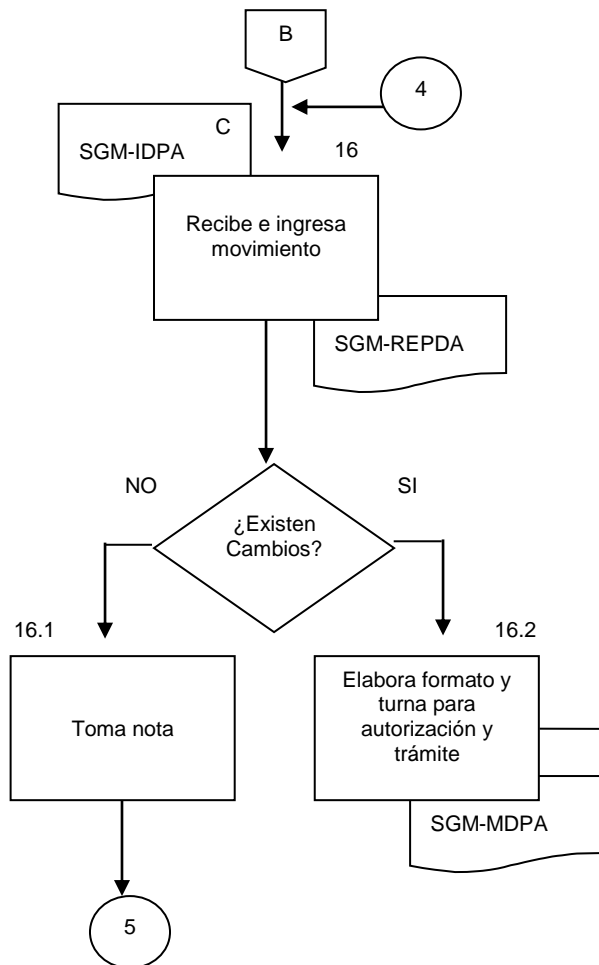 B
4
C
SGM-IDPA
16
Recibe e ingresa
movimiento
SGM-REPDA
NO
SI
¿Existen
Cambios?
16.1
16.2
Toma nota
Elabora formato y
turna para
autorización y
trámite
SGM-MDPA
5